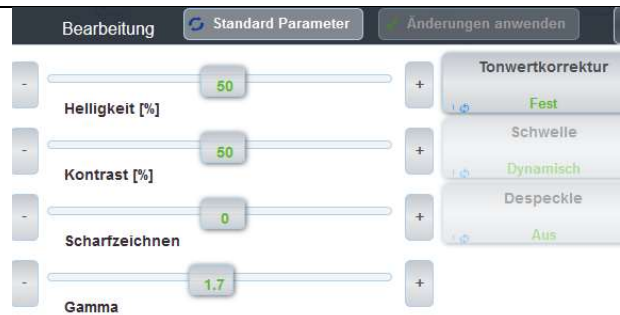 Bearbeitung
Standard Parameter
Änderungen anwenden
- 50 +
Helligkeit [%]
- 50 +
Kontrast [%]
- 0 +
Scharfzeichnen
- 1.7 +
Gamma
Tonwertkorrektur
Fest
Schwelle
Dynamisch
Despeckle
Aus